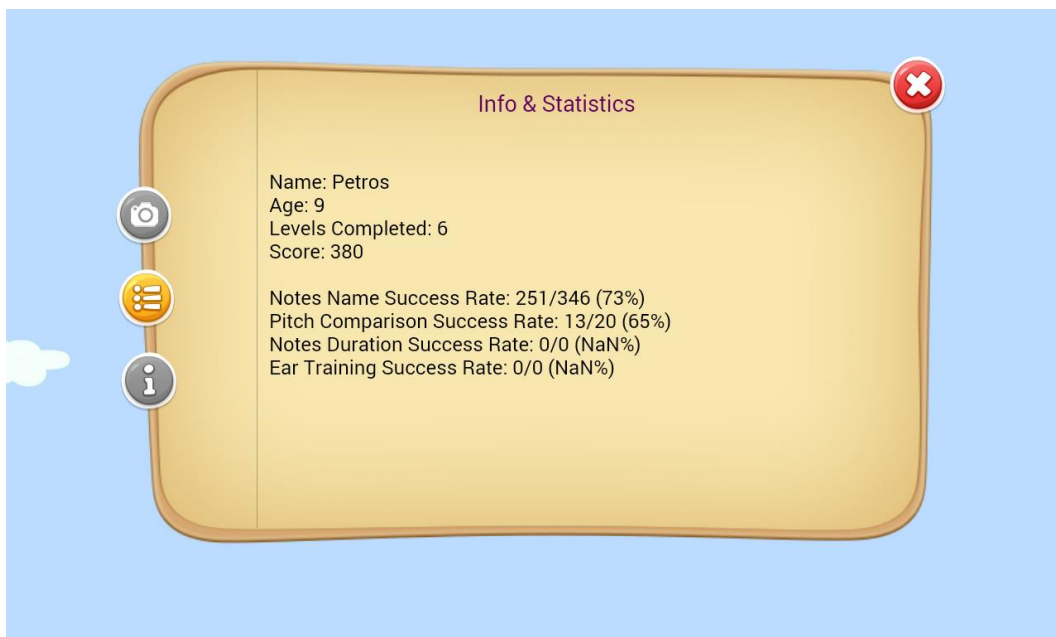 Info & Statistics
Name: Petros
Age: 9
Levels Completed: 6
Score: 380
Notes Name Success Rate: 251/346 (73%)
Pitch Comparison Success Rate: 13/20 (65%)
Notes Duration Success Rate: 0/0 (NaN%)
Ear Training Success Rate: 0/0 (NaN%)